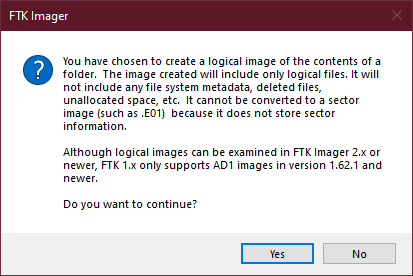 FTK Imager
You have chosen to create a logical image of the contents of a
folder.  The image created will include only logical files. It will
not include any file system metadata, deleted files,
unallocated space, etc.  It cannot be converted to a sector
image (such as .E01)  because it does not store sector
information.
Although logical images can be examined in FTK Imager 2.x or
newer, FTK 1.x only supports AD1 images in version 1.62.1 and
newer.
Do you want to continue?
Yes No